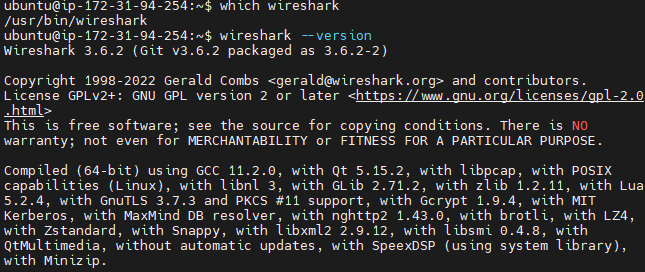 ubuntu@ip-172-31-94-254:~$ which wireshark
/usr/bin/wireshark
ubuntu@ip-172-31-94-254:~$ wireshark --version
Wireshark 3.6.2 (Git v3.6.2 packaged as 3.6.2-2)
Copyright 1998-2022 Gerald Combs <gerald@wireshark.org> and contributors.
License GPLv2+: GNU GPL version 2 or later <https://www.gnu.org/licenses/gpl-2.0
.html>
This is free software; see the source for copying conditions. There is NO
warranty; not even for MERCHANTABILITY or FITNESS FOR A PARTICULAR PURPOSE.
Compiled (64-bit) using GCC 11.2.0, with Qt 5.15.2, with libpcap, with POSIX
capabilities (Linux), with libnl 3, with GLib 2.71.2, with zlib 1.2.11, with Lua
5.2.4, with GnuTLS 3.7.3 and PKCS #11 support, with Gcrypt 1.9.4, with MIT
Kerberos, with MaxMind DB resolver, with nghttp2 1.43.0, with brotli, with LZ4,
with Zstandard, with Snappy, with libxml2 2.9.12, with libsmi 0.4.8, with
QtMultimedia, without automatic updates, with SpeexDSP (using system library),
with Minizip.